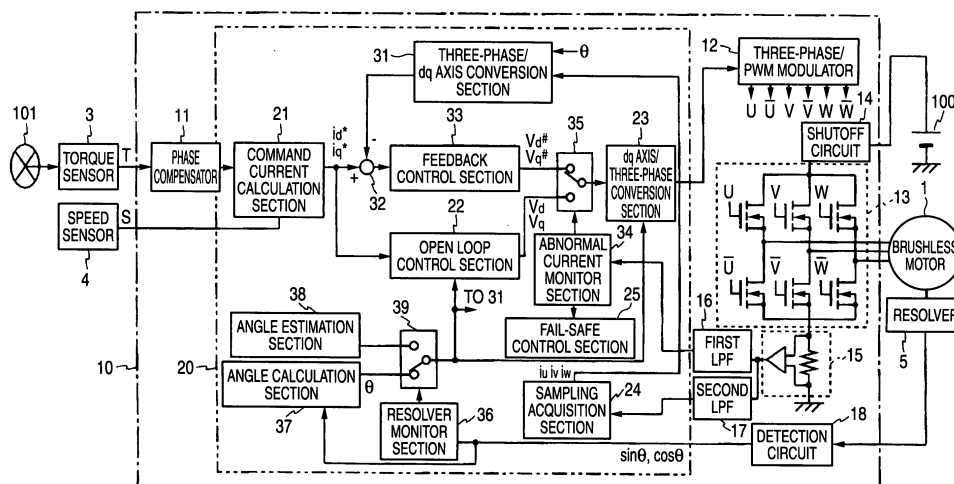 31
THREE-PHASE/
dq AXIS CONVERSION
SECTION
θ
12
THREE-PHASE/
PWM MODULATOR
U U̅ V V̅ W W̅
14
SHUTOFF
CIRCUIT
100
101
3
TORQUE
SENSOR
T
11
PHASE
COMPENSATOR
21
COMMAND
CURRENT
CALCULATION
SECTION
id*
iq*
-
+
32
33
FEEDBACK
CONTROL SECTION
Vd#
Vq#
35
23
dq AXIS/
THREE-PHASE
CONVERSION
SECTION
SPEED
SENSOR
S
4
22
OPEN LOOP
CONTROL SECTION
Vd
Vq
34
ABNORMAL
CURRENT
MONITOR
SECTION
U V W
U̅ V̅ W̅
13
1
BRUSHLESS
MOTOR
RESOLVER
5
TO 31
38
ANGLE ESTIMATION
SECTION
39
25
FAIL-SAFE
CONTROL SECTION
16
FIRST
LPF
15
10
20
ANGLE CALCULATION
SECTION
θ
37
RESOLVER
MONITOR
SECTION
36
iu iv iw
SAMPLING
ACQUISITION
SECTION
24
SECOND
LPF
17
18
DETECTION
CIRCUIT
sinθ, cosθ